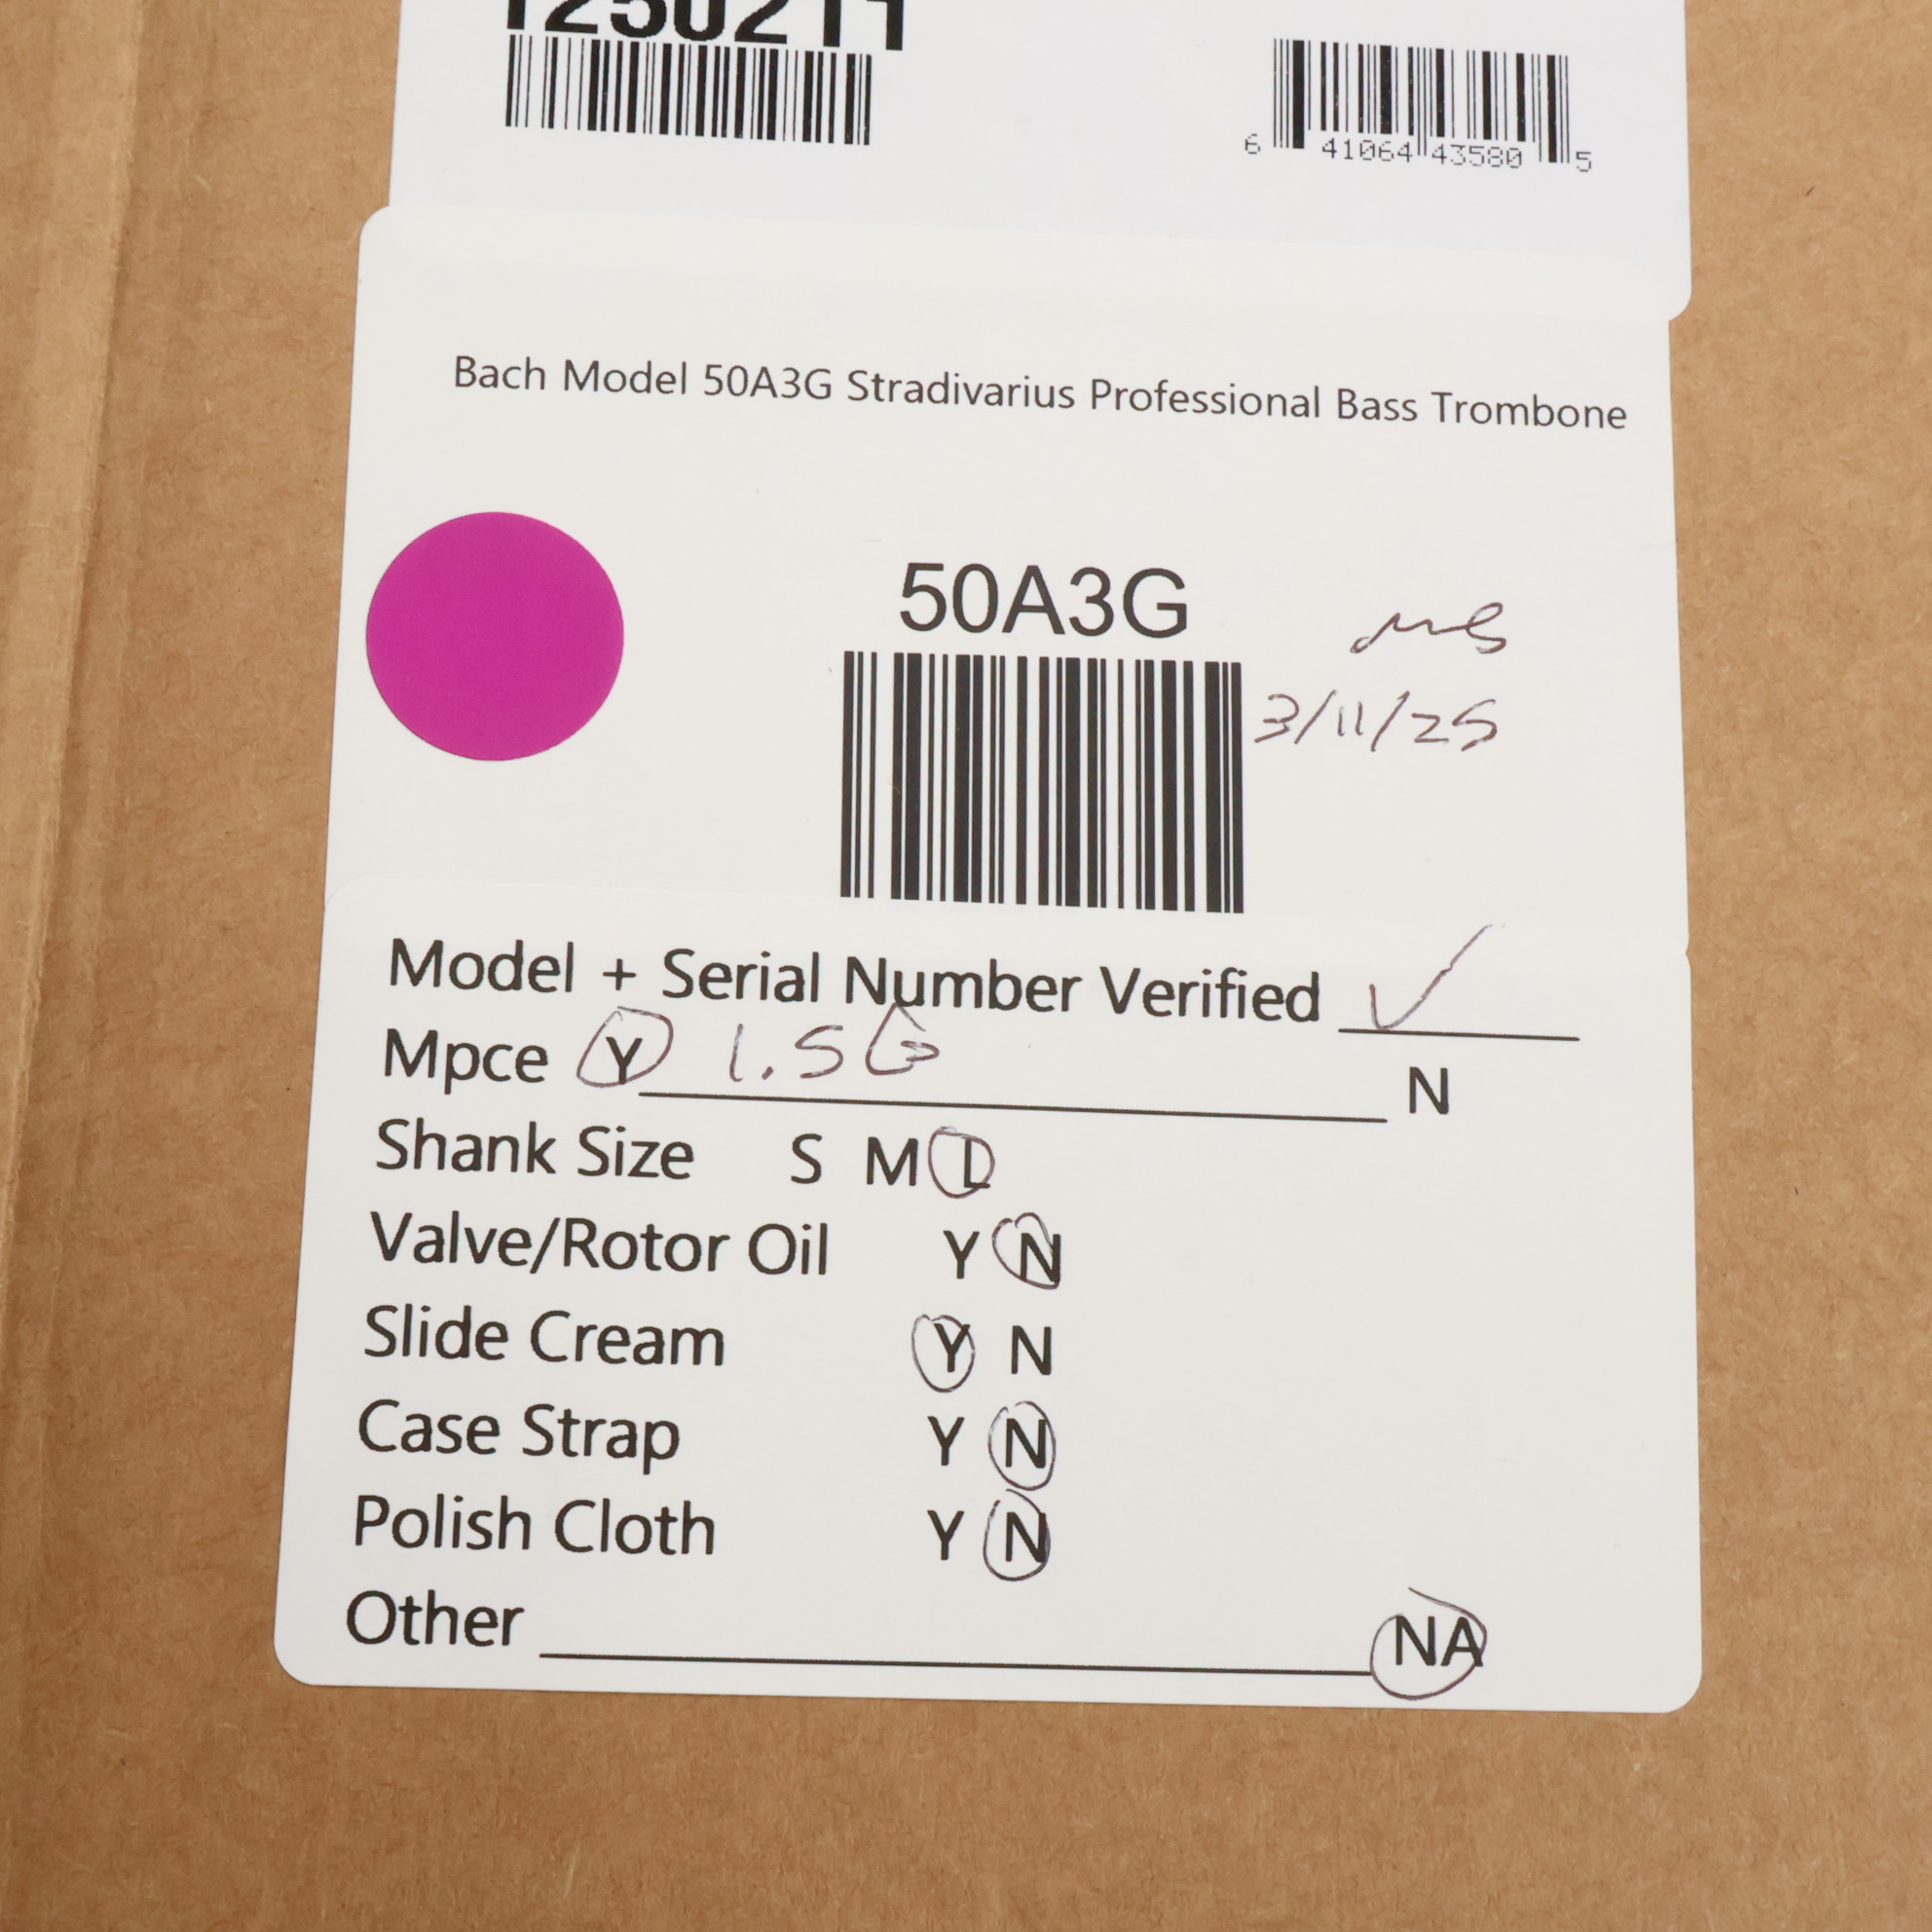 1250211
6 41064 43580 5
Bach Model 50A3G Stradivarius Professional Bass Trombone
50A3G
3/11/25
Model + Serial Number Verified ✓
Mpce Y 1.5G N
Shank Size S M L
Valve/Rotor Oil Y N
Slide Cream Y N
Case Strap Y N
Polish Cloth Y N
Other NA